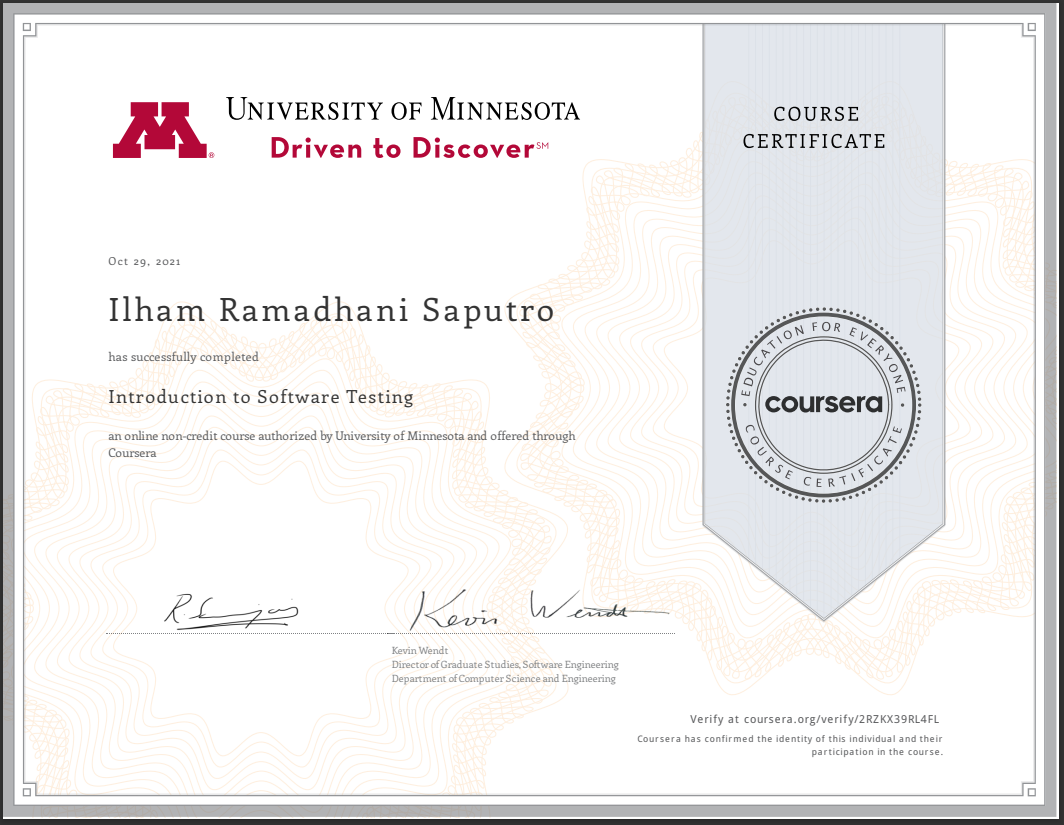 UNIVERSITY OF MINNESOTA
Driven to Discover℠
COURSE
CERTIFICATE
Oct 29, 2021
Ilham Ramadhani Saputro
has successfully completed
Introduction to Software Testing
an online non-credit course authorized by University of Minnesota and offered through
Coursera
EDUCATION FOR EVERYONE
coursera
COURSE CERTIFICATE
Kevin Wendt
Kevin Wendt
Director of Graduate Studies, Software Engineering
Department of Computer Science and Engineering
Verify at coursera.org/verify/2RZKX39RL4FL
Coursera has confirmed the identity of this individual and their
participation in the course.